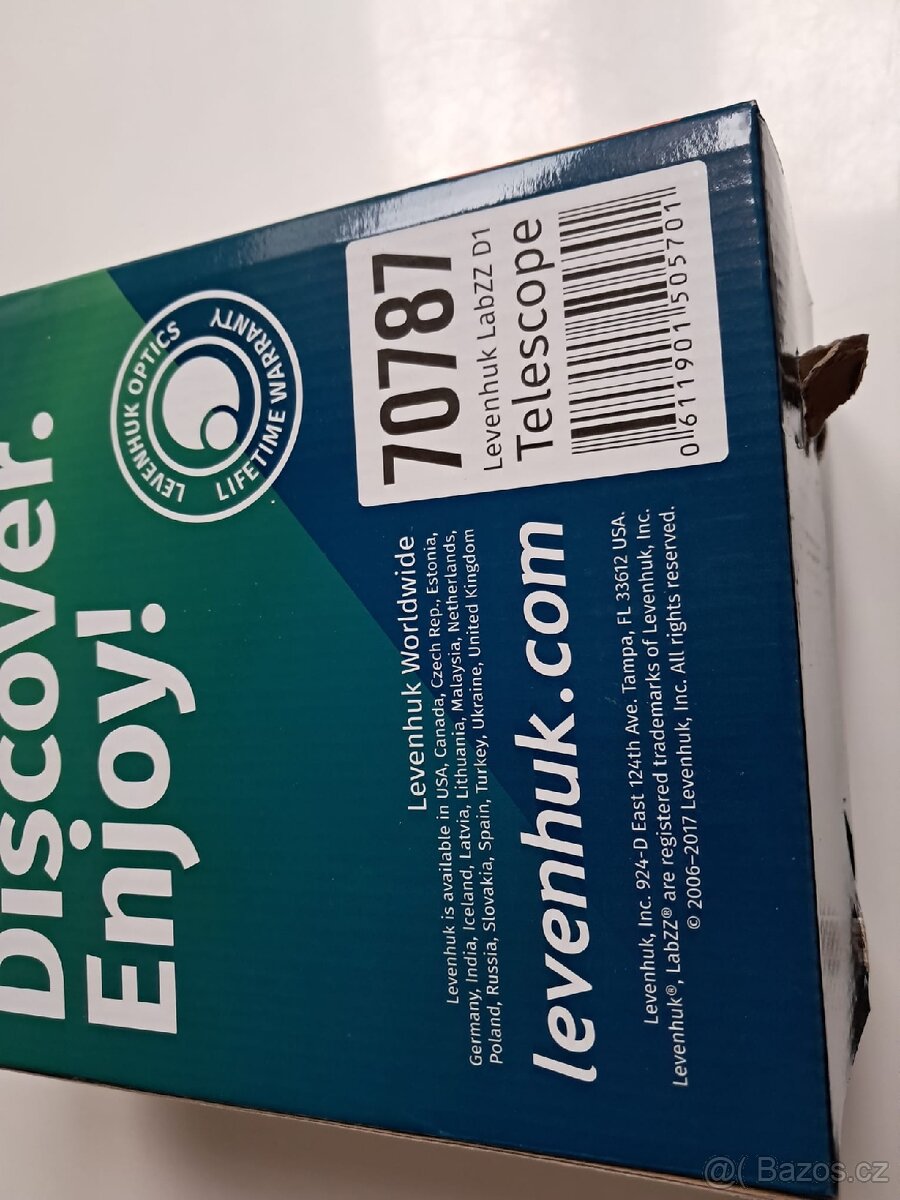 Discover.
Enjoy!
LEVENHUK OPTICS
LIFETIME WARRANTY
Levenhuk Worldwide
Levenhuk is available in USA, Canada, Czech Rep., Estonia,
Germany, India, Iceland, Latvia, Lithuania, Malaysia, Netherlands,
Poland, Russia, Slovakia, Spain, Turkey, Ukraine, United Kingdom
levenhuk.com
Levenhuk, Inc. 924-D East 124th Ave. Tampa, FL 33612 USA.
Levenhuk®, LabZZ® are registered trademarks of Levenhuk, Inc.
© 2006–2017 Levenhuk, Inc. All rights reserved.
70787
Levenhuk LabZZ D1
Telescope
0 611901 505701
@( Bazos.cz